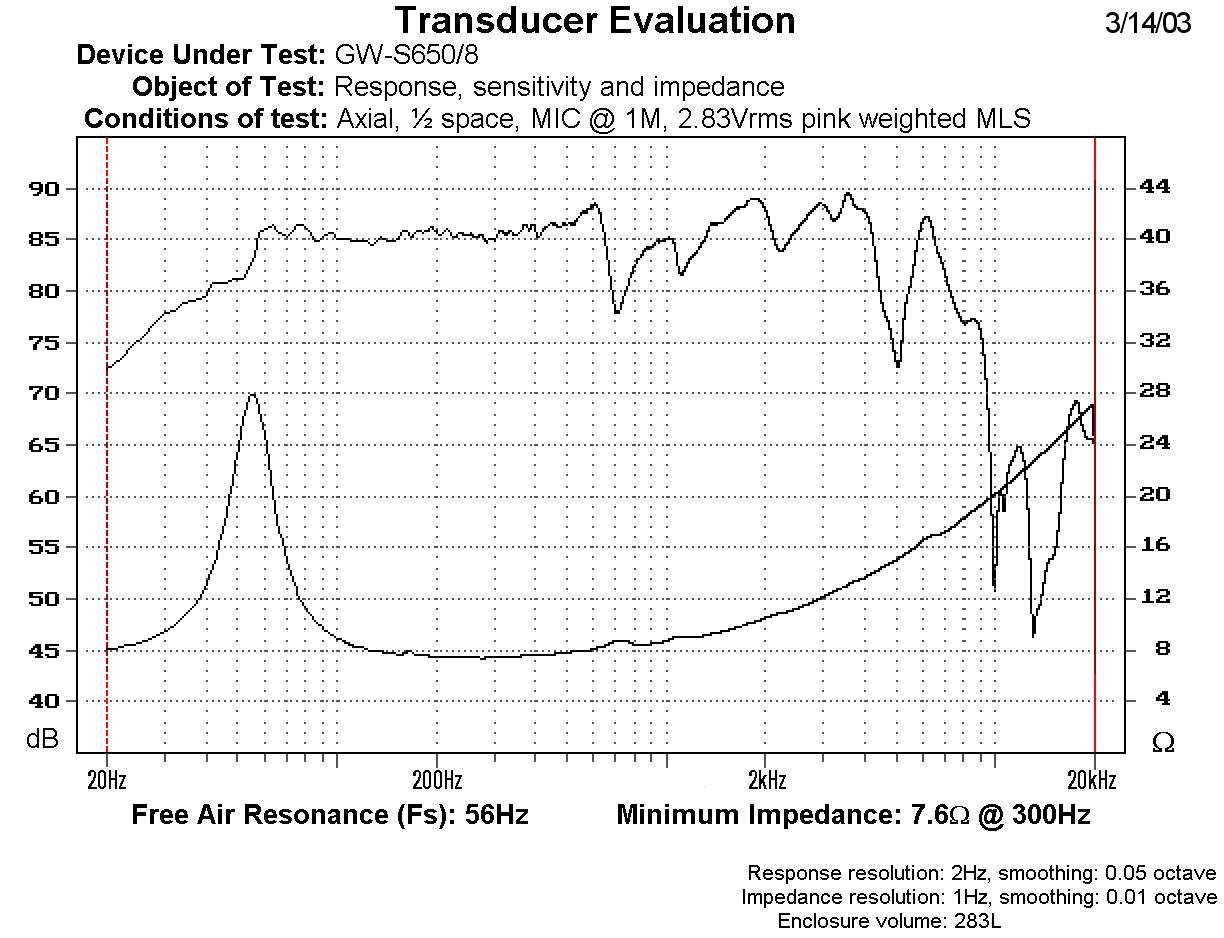 Transducer Evaluation 3/14/03
Device Under Test: GW-S650/8
Object of Test: Response, sensitivity and impedance
Conditions of test: Axial, ½ space, MIC @ 1M, 2.83Vrms pink weighted MLS
90 44
85 40
80 36
75 32
70 28
65 24
60 20
55 16
50 12
45 8
40 4
dB Ω
20Hz 200Hz 2kHz 20kHz
Free Air Resonance (Fs): 56Hz Minimum Impedance: 7.6Ω @ 300Hz
Response resolution: 2Hz, smoothing: 0.05 octave
Impedance resolution: 1Hz, smoothing: 0.01 octave
Enclosure volume: 283L